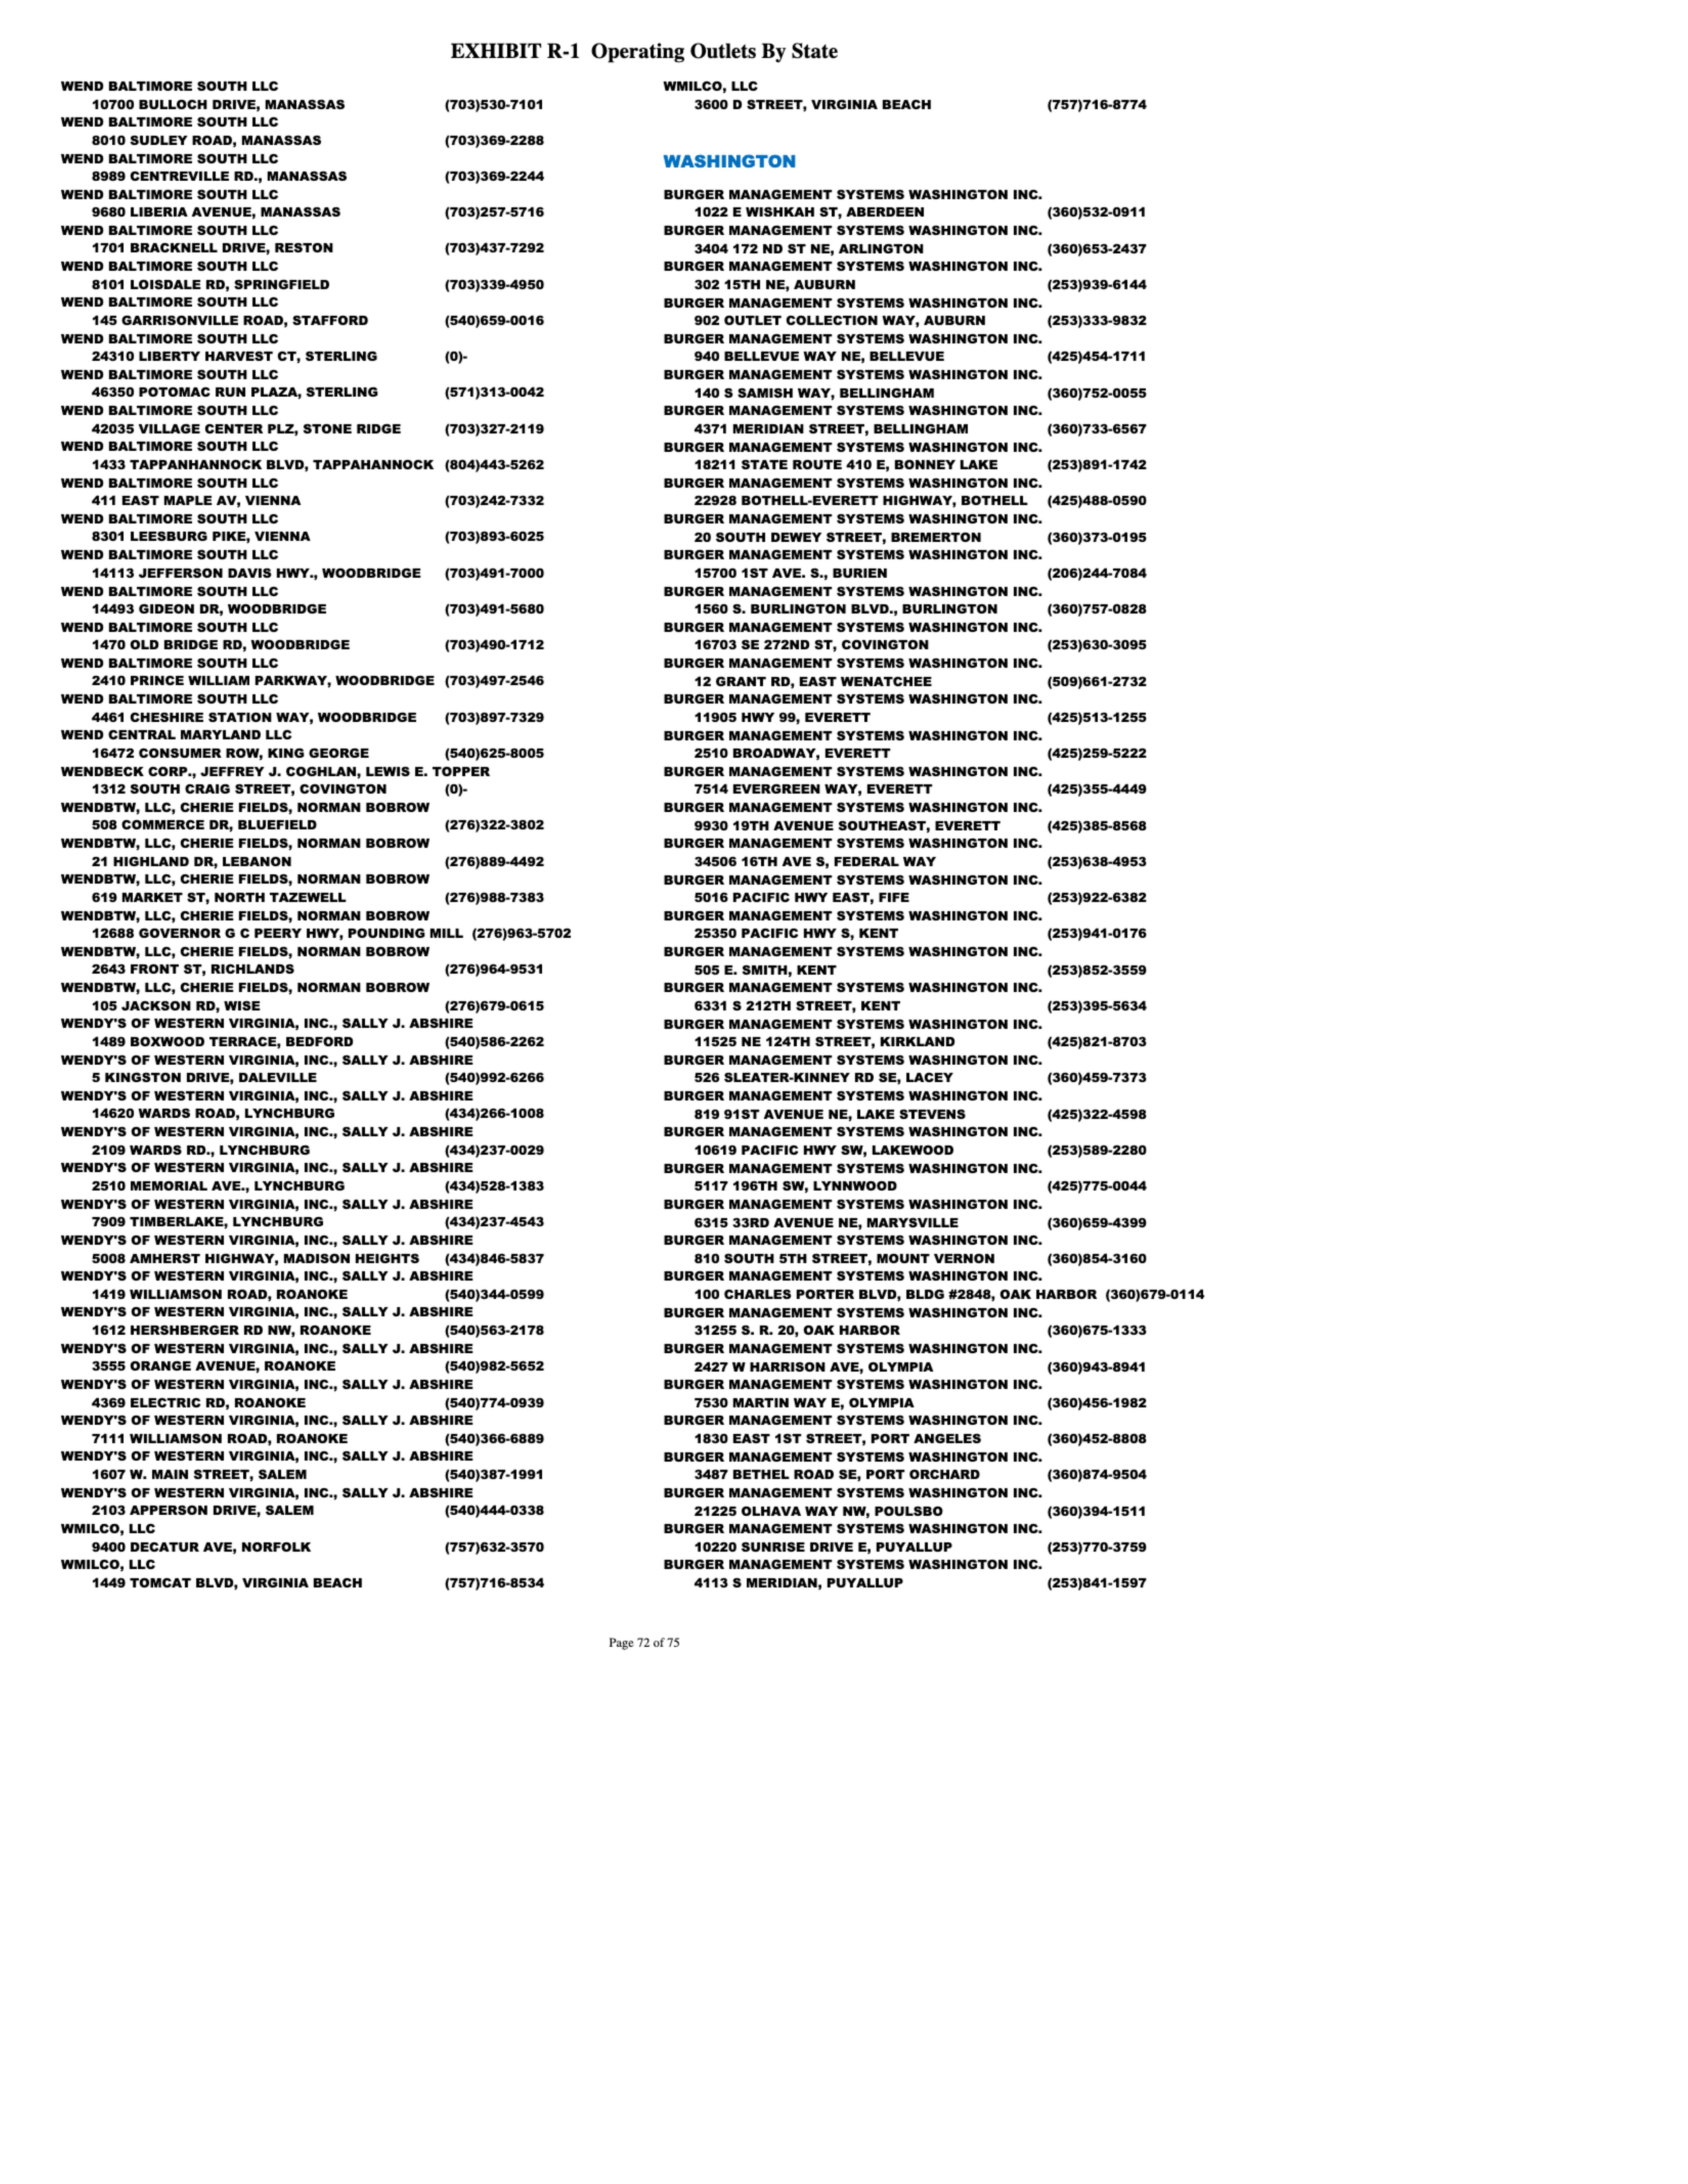 EXHIBIT R-1 Operating Outlets By State
WEND BALTIMORE SOUTH LLC
10700 BULLOCH DRIVE, MANASSAS (703)530-7101
WEND BALTIMORE SOUTH LLC
8010 SUDLEY ROAD, MANASSAS (703)369-2288
WEND BALTIMORE SOUTH LLC
8989 CENTREVILLE RD., MANASSAS (703)369-2244
WEND BALTIMORE SOUTH LLC
9680 LIBERIA AVENUE, MANASSAS (703)257-5716
WEND BALTIMORE SOUTH LLC
1701 BRACKNELL DRIVE, RESTON (703)437-7292
WEND BALTIMORE SOUTH LLC
8101 LOISDALE RD, SPRINGFIELD (703)339-4950
WEND BALTIMORE SOUTH LLC
145 GARRISONVILLE ROAD, STAFFORD (540)659-0016
WEND BALTIMORE SOUTH LLC
24310 LIBERTY HARVEST CT, STERLING (0)-
WEND BALTIMORE SOUTH LLC
46350 POTOMAC RUN PLAZA, STERLING (571)313-0042
WEND BALTIMORE SOUTH LLC
42035 VILLAGE CENTER PLZ, STONE RIDGE (703)327-2119
WEND BALTIMORE SOUTH LLC
1433 TAPPANHANNOCK BLVD, TAPPAHANNOCK (804)443-5262
WEND BALTIMORE SOUTH LLC
411 EAST MAPLE AV, VIENNA (703)242-7332
WEND BALTIMORE SOUTH LLC
8301 LEESBURG PIKE, VIENNA (703)893-6025
WEND BALTIMORE SOUTH LLC
14113 JEFFERSON DAVIS HWY., WOODBRIDGE (703)491-7000
WEND BALTIMORE SOUTH LLC
14493 GIDEON DR, WOODBRIDGE (703)491-5680
WEND BALTIMORE SOUTH LLC
1470 OLD BRIDGE RD, WOODBRIDGE (703)490-1712
WEND BALTIMORE SOUTH LLC
2410 PRINCE WILLIAM PARKWAY, WOODBRIDGE (703)497-2546
WEND BALTIMORE SOUTH LLC
4461 CHESHIRE STATION WAY, WOODBRIDGE (703)897-7329
WEND CENTRAL MARYLAND LLC
16472 CONSUMER ROW, KING GEORGE (540)625-8005
WENDBECK CORP., JEFFREY J. COGHLAN, LEWIS E. TOPPER
1312 SOUTH CRAIG STREET, COVINGTON (0)-
WENDBTW, LLC, CHERIE FIELDS, NORMAN BOBROW
508 COMMERCE DR, BLUEFIELD (276)322-3802
WENDBTW, LLC, CHERIE FIELDS, NORMAN BOBROW
21 HIGHLAND DR, LEBANON (276)889-4492
WENDBTW, LLC, CHERIE FIELDS, NORMAN BOBROW
619 MARKET ST, NORTH TAZEWELL (276)988-7383
WENDBTW, LLC, CHERIE FIELDS, NORMAN BOBROW
12688 GOVERNOR G C PEERY HWY, POUNDING MILL (276)963-5702
WENDBTW, LLC, CHERIE FIELDS, NORMAN BOBROW
2643 FRONT ST, RICHLANDS (276)964-9531
WENDBTW, LLC, CHERIE FIELDS, NORMAN BOBROW
105 JACKSON RD, WISE (276)679-0615
WENDY'S OF WESTERN VIRGINIA, INC., SALLY J. ABSHIRE
1489 BOXWOOD TERRACE, BEDFORD (540)586-2262
WENDY'S OF WESTERN VIRGINIA, INC., SALLY J. ABSHIRE
5 KINGSTON DRIVE, DALEVILLE (540)992-6266
WENDY'S OF WESTERN VIRGINIA, INC., SALLY J. ABSHIRE
14620 WARDS ROAD, LYNCHBURG (434)266-1008
WENDY'S OF WESTERN VIRGINIA, INC., SALLY J. ABSHIRE
2109 WARDS RD., LYNCHBURG (434)237-0029
WENDY'S OF WESTERN VIRGINIA, INC., SALLY J. ABSHIRE
2510 MEMORIAL AVE., LYNCHBURG (434)528-1383
WENDY'S OF WESTERN VIRGINIA, INC., SALLY J. ABSHIRE
7909 TIMBERLAKE, LYNCHBURG (434)237-4543
WENDY'S OF WESTERN VIRGINIA, INC., SALLY J. ABSHIRE
5008 AMHERST HIGHWAY, MADISON HEIGHTS (434)846-5837
WENDY'S OF WESTERN VIRGINIA, INC., SALLY J. ABSHIRE
1419 WILLIAMSON ROAD, ROANOKE (540)344-0599
WENDY'S OF WESTERN VIRGINIA, INC., SALLY J. ABSHIRE
1612 HERSHBERGER RD NW, ROANOKE (540)563-2178
WENDY'S OF WESTERN VIRGINIA, INC., SALLY J. ABSHIRE
3555 ORANGE AVENUE, ROANOKE (540)982-5652
WENDY'S OF WESTERN VIRGINIA, INC., SALLY J. ABSHIRE
4369 ELECTRIC RD, ROANOKE (540)774-0939
WENDY'S OF WESTERN VIRGINIA, INC., SALLY J. ABSHIRE
7111 WILLIAMSON ROAD, ROANOKE (540)366-6889
WENDY'S OF WESTERN VIRGINIA, INC., SALLY J. ABSHIRE
1607 W. MAIN STREET, SALEM (540)387-1991
WENDY'S OF WESTERN VIRGINIA, INC., SALLY J. ABSHIRE
2103 APPERSON DRIVE, SALEM (540)444-0338
WMILCO, LLC
9400 DECATUR AVE, NORFOLK (757)632-3570
WMILCO, LLC
1449 TOMCAT BLVD, VIRGINIA BEACH (757)716-8534
WMILCO, LLC
3600 D STREET, VIRGINIA BEACH (757)716-8774
WASHINGTON
BURGER MANAGEMENT SYSTEMS WASHINGTON INC.
1022 E WISHKAH ST, ABERDEEN (360)532-0911
BURGER MANAGEMENT SYSTEMS WASHINGTON INC.
3404 172 ND ST NE, ARLINGTON (360)653-2437
BURGER MANAGEMENT SYSTEMS WASHINGTON INC.
302 15TH NE, AUBURN (253)939-6144
BURGER MANAGEMENT SYSTEMS WASHINGTON INC.
902 OUTLET COLLECTION WAY, AUBURN (253)333-9832
BURGER MANAGEMENT SYSTEMS WASHINGTON INC.
940 BELLEVUE WAY NE, BELLEVUE (425)454-1711
BURGER MANAGEMENT SYSTEMS WASHINGTON INC.
140 S SAMISH WAY, BELLINGHAM (360)752-0055
BURGER MANAGEMENT SYSTEMS WASHINGTON INC.
4371 MERIDIAN STREET, BELLINGHAM (360)733-6567
BURGER MANAGEMENT SYSTEMS WASHINGTON INC.
18211 STATE ROUTE 410 E, BONNEY LAKE (253)891-1742
BURGER MANAGEMENT SYSTEMS WASHINGTON INC.
22928 BOTHELL-EVERETT HIGHWAY, BOTHELL (425)488-0590
BURGER MANAGEMENT SYSTEMS WASHINGTON INC.
20 SOUTH DEWEY STREET, BREMERTON (360)373-0195
BURGER MANAGEMENT SYSTEMS WASHINGTON INC.
15700 1ST AVE. S., BURIEN (206)244-7084
BURGER MANAGEMENT SYSTEMS WASHINGTON INC.
1560 S. BURLINGTON BLVD., BURLINGTON (360)757-0828
BURGER MANAGEMENT SYSTEMS WASHINGTON INC.
16703 SE 272ND ST, COVINGTON (253)630-3095
BURGER MANAGEMENT SYSTEMS WASHINGTON INC.
12 GRANT RD, EAST WENATCHEE (509)661-2732
BURGER MANAGEMENT SYSTEMS WASHINGTON INC.
11905 HWY 99, EVERETT (425)513-1255
BURGER MANAGEMENT SYSTEMS WASHINGTON INC.
2510 BROADWAY, EVERETT (425)259-5222
BURGER MANAGEMENT SYSTEMS WASHINGTON INC.
7514 EVERGREEN WAY, EVERETT (425)355-4449
BURGER MANAGEMENT SYSTEMS WASHINGTON INC.
9930 19TH AVENUE SOUTHEAST, EVERETT (425)385-8568
BURGER MANAGEMENT SYSTEMS WASHINGTON INC.
34506 16TH AVE S, FEDERAL WAY (253)638-4953
BURGER MANAGEMENT SYSTEMS WASHINGTON INC.
5016 PACIFIC HWY EAST, FIFE (253)922-6382
BURGER MANAGEMENT SYSTEMS WASHINGTON INC.
25350 PACIFIC HWY S, KENT (253)941-0176
BURGER MANAGEMENT SYSTEMS WASHINGTON INC.
505 E. SMITH, KENT (253)852-3559
BURGER MANAGEMENT SYSTEMS WASHINGTON INC.
6331 S 212TH STREET, KENT (253)395-5634
BURGER MANAGEMENT SYSTEMS WASHINGTON INC.
11525 NE 124TH STREET, KIRKLAND (425)821-8703
BURGER MANAGEMENT SYSTEMS WASHINGTON INC.
526 SLEATER-KINNEY RD SE, LACEY (360)459-7373
BURGER MANAGEMENT SYSTEMS WASHINGTON INC.
819 91ST AVENUE NE, LAKE STEVENS (425)322-4598
BURGER MANAGEMENT SYSTEMS WASHINGTON INC.
10619 PACIFIC HWY SW, LAKEWOOD (253)589-2280
BURGER MANAGEMENT SYSTEMS WASHINGTON INC.
5117 196TH SW, LYNNWOOD (425)775-0044
BURGER MANAGEMENT SYSTEMS WASHINGTON INC.
6315 33RD AVENUE NE, MARYSVILLE (360)659-4399
BURGER MANAGEMENT SYSTEMS WASHINGTON INC.
810 SOUTH 5TH STREET, MOUNT VERNON (360)854-3160
BURGER MANAGEMENT SYSTEMS WASHINGTON INC.
100 CHARLES PORTER BLVD, BLDG #2848, OAK HARBOR (360)679-0114
BURGER MANAGEMENT SYSTEMS WASHINGTON INC.
31255 S. R. 20, OAK HARBOR (360)675-1333
BURGER MANAGEMENT SYSTEMS WASHINGTON INC.
2427 W HARRISON AVE, OLYMPIA (360)943-8941
BURGER MANAGEMENT SYSTEMS WASHINGTON INC.
7530 MARTIN WAY E, OLYMPIA (360)456-1982
BURGER MANAGEMENT SYSTEMS WASHINGTON INC.
1830 EAST 1ST STREET, PORT ANGELES (360)452-8808
BURGER MANAGEMENT SYSTEMS WASHINGTON INC.
3487 BETHEL ROAD SE, PORT ORCHARD (360)874-9504
BURGER MANAGEMENT SYSTEMS WASHINGTON INC.
21225 OLHAVA WAY NW, POULSBO (360)394-1511
BURGER MANAGEMENT SYSTEMS WASHINGTON INC.
10220 SUNRISE DRIVE E, PUYALLUP (253)770-3759
BURGER MANAGEMENT SYSTEMS WASHINGTON INC.
4113 S MERIDIAN, PUYALLUP (253)841-1597
Page 72 of 75